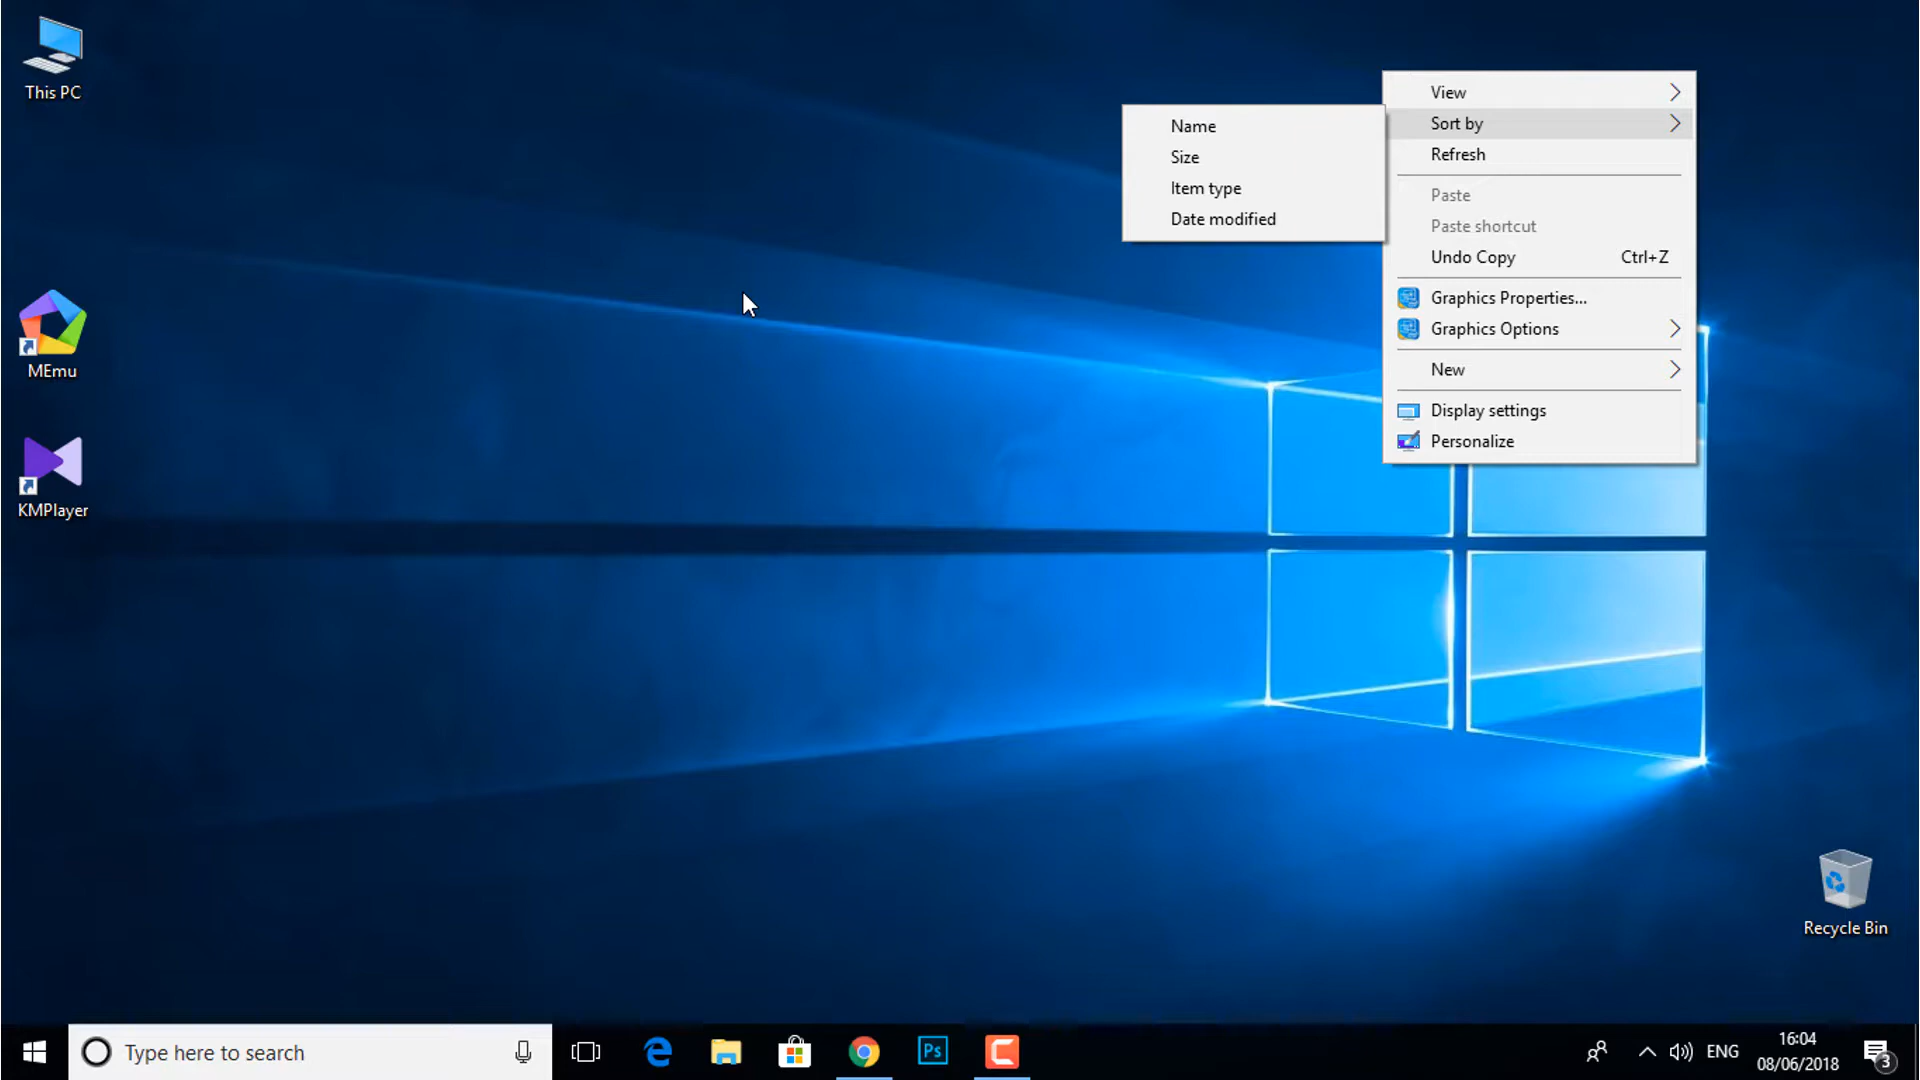 This PC
MEmu
KMPlayer
Name
Size
Item type
Date modified
View
Sort by
Refresh
Paste
Paste shortcut
Undo Copy Ctrl+Z
Graphics Properties...
Graphics Options
New
Display settings
Personalize
Recycle Bin
Type here to search
Ps
ENG
16:04
08/06/2018
3